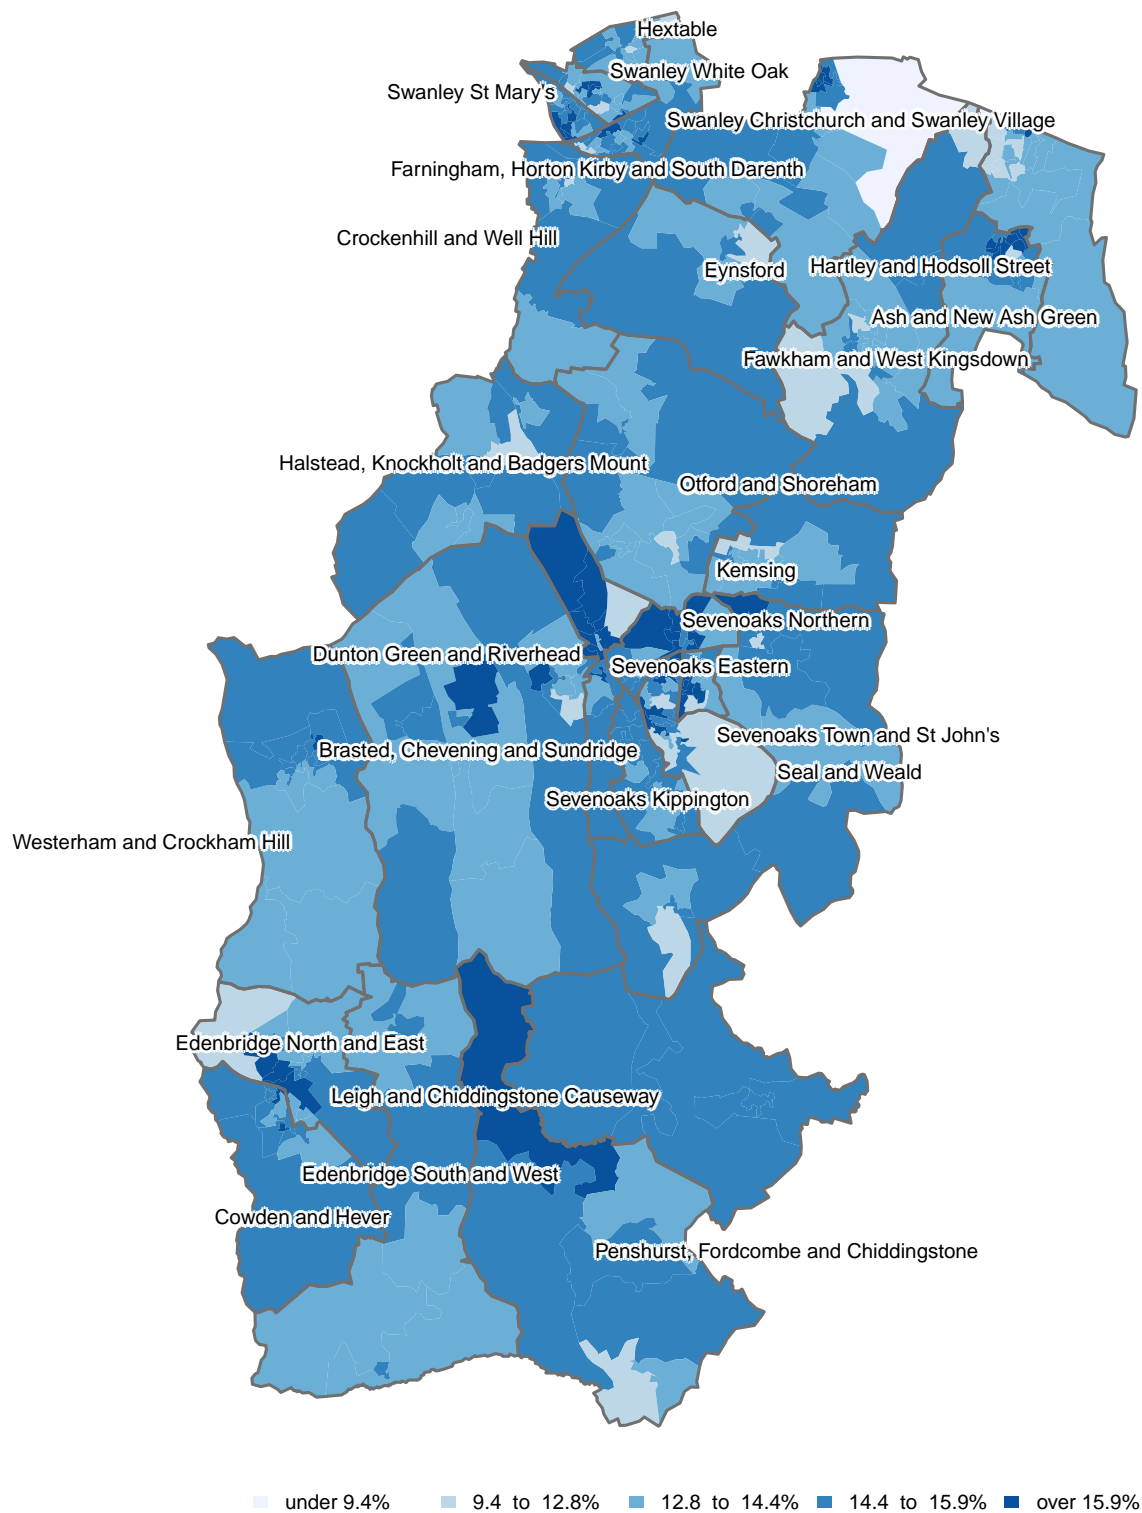 Hextable
Swanley White Oak
Swanley St Mary's
Swanley Christchurch and Swanley Village
Farningham, Horton Kirby and South Darenth
Crockenhill and Well Hill
Eynsford
Hartley and Hodsoll Street
Ash and New Ash Green
Fawkham and West Kingsdown
Halstead, Knockholt and Badgers Mount
Otford and Shoreham
Kemsing
Sevenoaks Northern
Dunton Green and Riverhead
Sevenoaks Eastern
Sevenoaks Town and St John's
Brasted, Chevening and Sundridge
Seal and Weald
Sevenoaks Kippington
Westerham and Crockham Hill
Edenbridge North and East
Leigh and Chiddingstone Causeway
Edenbridge South and West
Cowden and Hever
Penshurst, Fordcombe and Chiddingstone
under 9.4% 9.4 to 12.8% 12.8 to 14.4% 14.4 to 15.9% over 15.9%